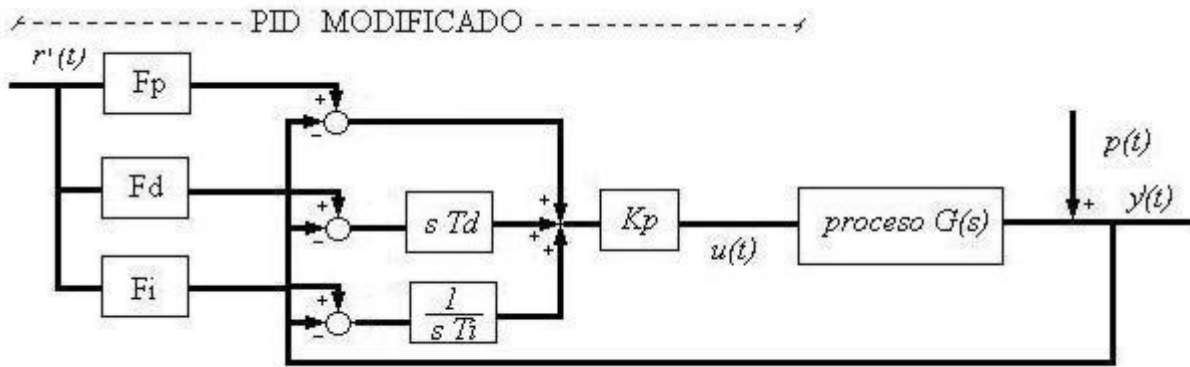 PID MODIFICADO
r'(t)
Fp
+
−
p(t)
Fd
+
−
s Td
+
+
+
Kp
u(t)
proceso G(s)
+
y'(t)
Fi
+
−
1
s Ti